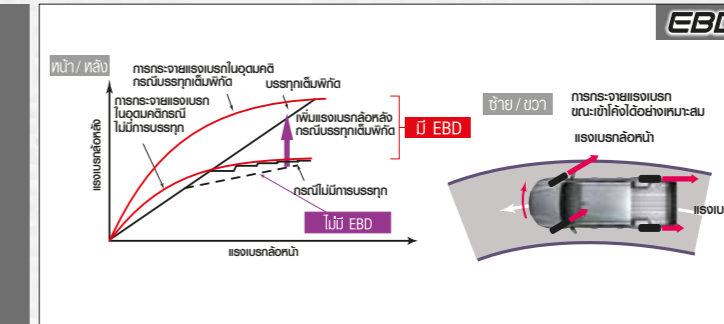 EBD
หน้า / หลัง
การกระจายแรงเบรกในอุดมคติ
กรณีบรรทุกเต็มพิกัด
บรรทุกเต็มพิกัด
การกระจายแรงเบรก
ในอุดมคติกรณี
ไม่มีการบรรทุก
เพิ่มแรงเบรกล้อหลัง
กรณีบรรทุกเต็มพิกัด
มี EBD
กรณีไม่มีการบรรทุก
ไม่มี EBD
แรงเบรกล้อหลัง
แรงเบรกล้อหน้า
ซ้าย / ขวา
การกระจายแรงเบรก
ขณะเข้าโค้งได้อย่างเหมาะสม
แรงเบรกล้อหน้า
แรงเบ